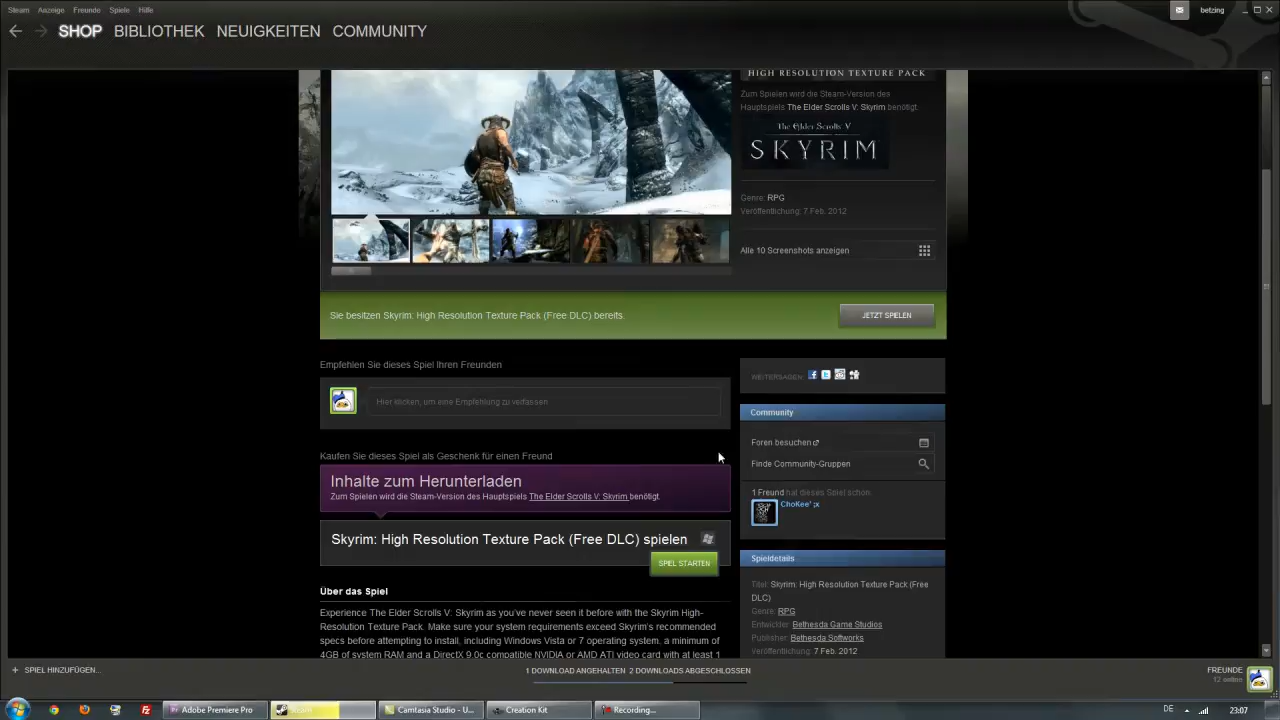 Steam Anzeige Freunde Spiele Hilfe
betzing
SHOP BIBLIOTHEK NEUIGKEITEN COMMUNITY
HIGH RESOLUTION TEXTURE PACK
Zum Spielen wird die Steam-Version des
Hauptspiels The Elder Scrolls V: Skyrim benötigt.
The Elder Scrolls V
SKYRIM
Genre: RPG
Veröffentlichung: 7 Feb. 2012
Alle 10 Screenshots anzeigen
Sie besitzen Skyrim: High Resolution Texture Pack (Free DLC) bereits.
JETZT SPIELEN
Empfehlen Sie dieses Spiel Ihren Freunden
Hier klicken, um eine Empfehlung zu verfassen
Kaufen Sie dieses Spiel als Geschenk für einen Freund
Inhalte zum Herunterladen
Zum Spielen wird die Steam-Version des Hauptspiels The Elder Scrolls V: Skyrim benötigt.
Skyrim: High Resolution Texture Pack (Free DLC) spielen
SPIEL STARTEN
Über das Spiel
Experience The Elder Scrolls V: Skyrim as you've never seen it before with the Skyrim High-
Resolution Texture Pack. Make sure your system requirements exceed Skyrim's recommended
specs before attempting to install, including Windows Vista or 7 operating system, a minimum of
4GB of system RAM and a DirectX 9.0c compatible NVIDIA or AMD ATI video card with at least 1
WEITERSAGEN:
Community
Foren besuchen
Finde Community-Gruppen
1 Freund hat dieses Spiel schon:
ChoKee' ;x
Spieldetails
Titel: Skyrim: High Resolution Texture Pack (Free
DLC)
Genre: RPG
Entwickler: Bethesda Game Studios
Publisher: Bethesda Softworks
Veröffentlichung: 7 Feb. 2012
+ SPIEL HINZUFÜGEN...
1 DOWNLOAD ANGEHALTEN 2 DOWNLOADS ABGESCHLOSSEN
FREUNDE
12 online
Adobe Premiere Pro
Steam
Camtasia Studio - U...
Creation Kit
Recording...
DE
23:07